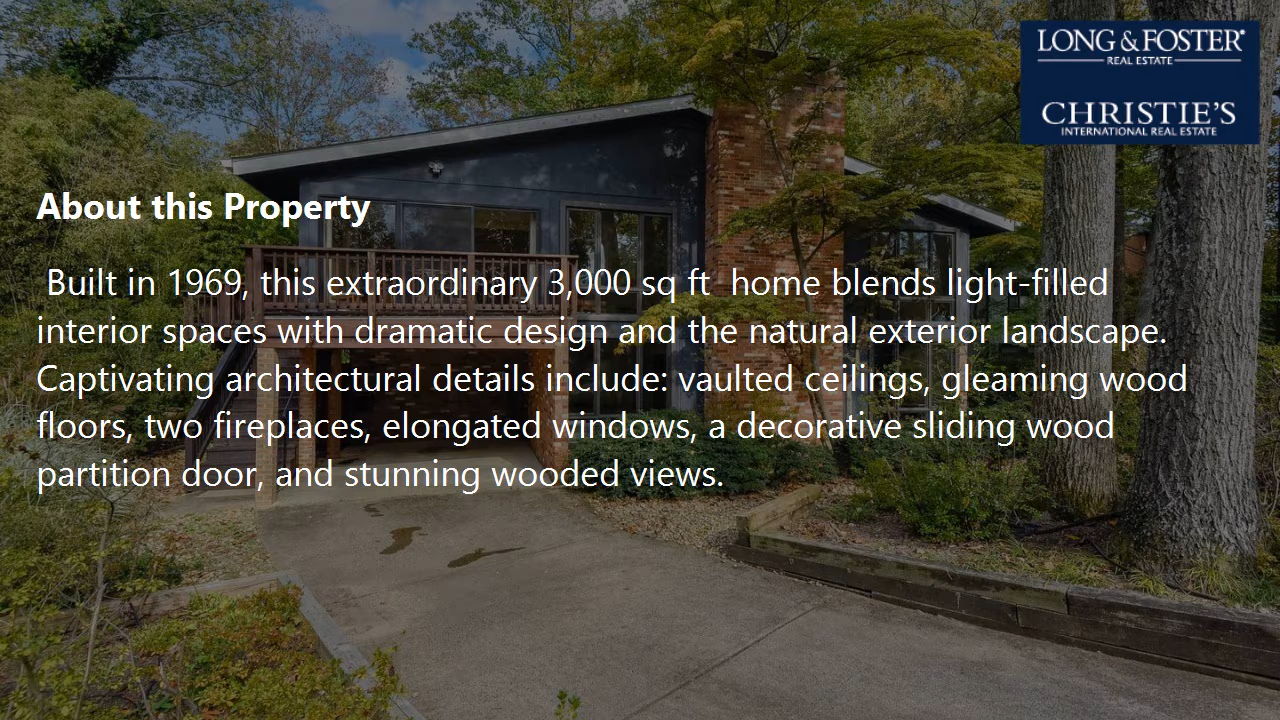 LONG & FOSTER®
REAL ESTATE
CHRISTIE'S
INTERNATIONAL REAL ESTATE
About this Property
Built in 1969, this extraordinary 3,000 sq ft  home blends light-filled
interior spaces with dramatic design and the natural exterior landscape.
Captivating architectural details include: vaulted ceilings, gleaming wood
floors, two fireplaces, elongated windows, a decorative sliding wood
partition door, and stunning wooded views.